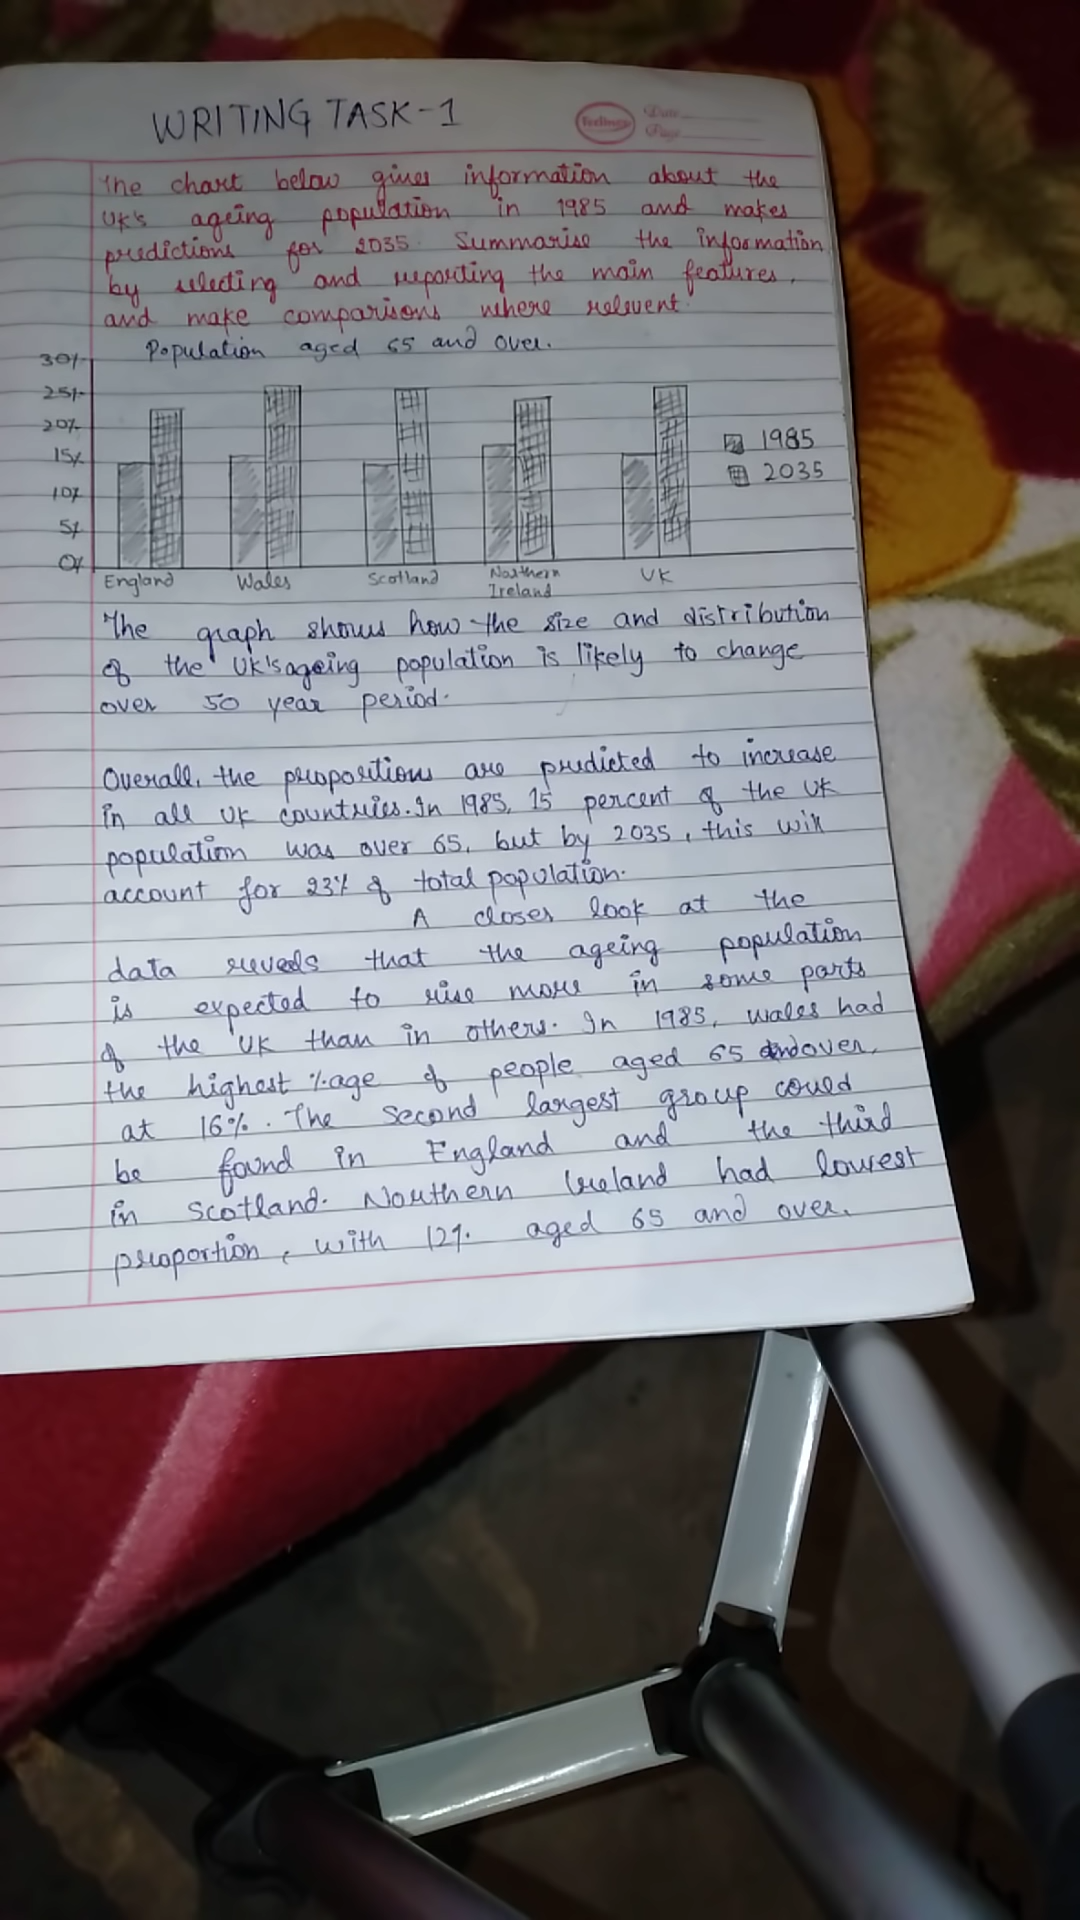 WRITING TASK-1
Feelings
Date
Page
The chart below gives information about the
UK's ageing population in 1985 and makes
predictions for 2035. Summarise the information
by selecting and reporting the main features,
and make comparisons where relevent.
Population aged 65 and over.
30%
25%
20%
15%
10%
5%
0%
1985
2035
England Wales Scotland Northern Ireland UK
The graph shows how the size and distribution
of the UK's ageing population is likely to change
over 50 year period.
Overall, the proportions are predicted to increase
in all UK countries. In 1985, 15 percent of the UK
population was over 65, but by 2035, this will
account for 23% of total population.
A closer look at the
data reveals that the ageing population
is expected to rise more in some parts
of the UK than in others. In 1985, wales had
the highest %age of people aged 65 and over,
at 16%. The second largest group could
be found in England and the third
in Scotland. Northern Ireland had lowest
proportion, with 12%. aged 65 and over.